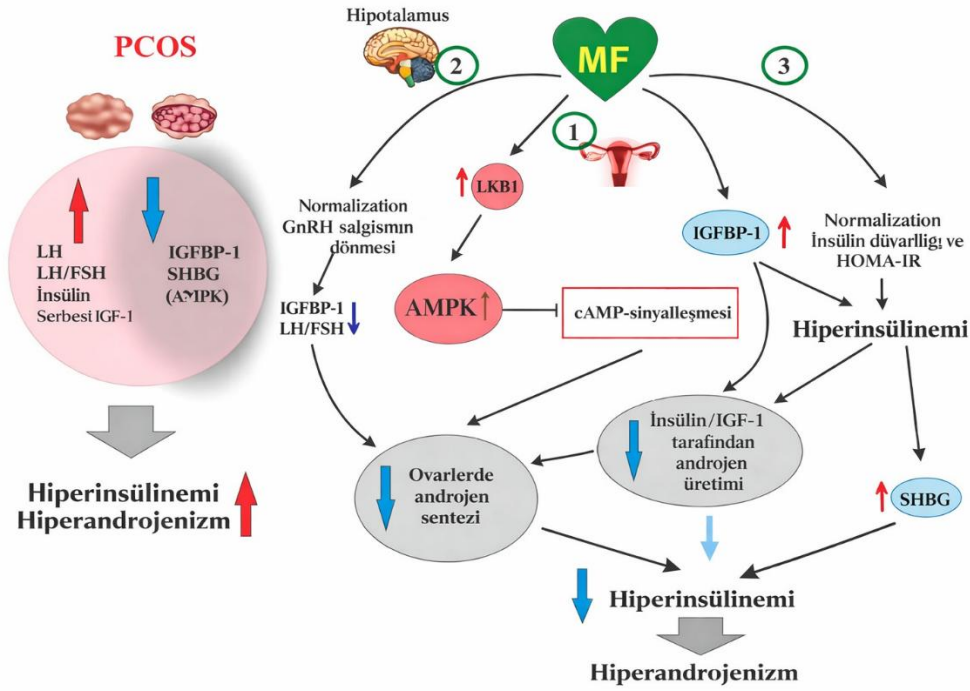 PCOS
LH
LH/FSH
İnsülin
Serbest IGF-1
IGFBP-1
SHBG
(AMPK)
Hiperinsülinemi
Hiperandrojenizm
Hipotalamus
2
MF
3
1
Normalization
GnRH salgısmın
dönmesi
IGFBP-1
LH/FSH
LKB1
AMPK
cAMP-sinyalleşmesi
IGFBP-1
Normalization
İnsülin düvarlligı ve
HOMA-IR
Hiperinsülinemi
İnsülin/IGF-1
tarafından
androjen
üretimi
Ovarlerde
androjen
sentezi
SHBG
Hiperinsülinemi
Hiperandrojenizm